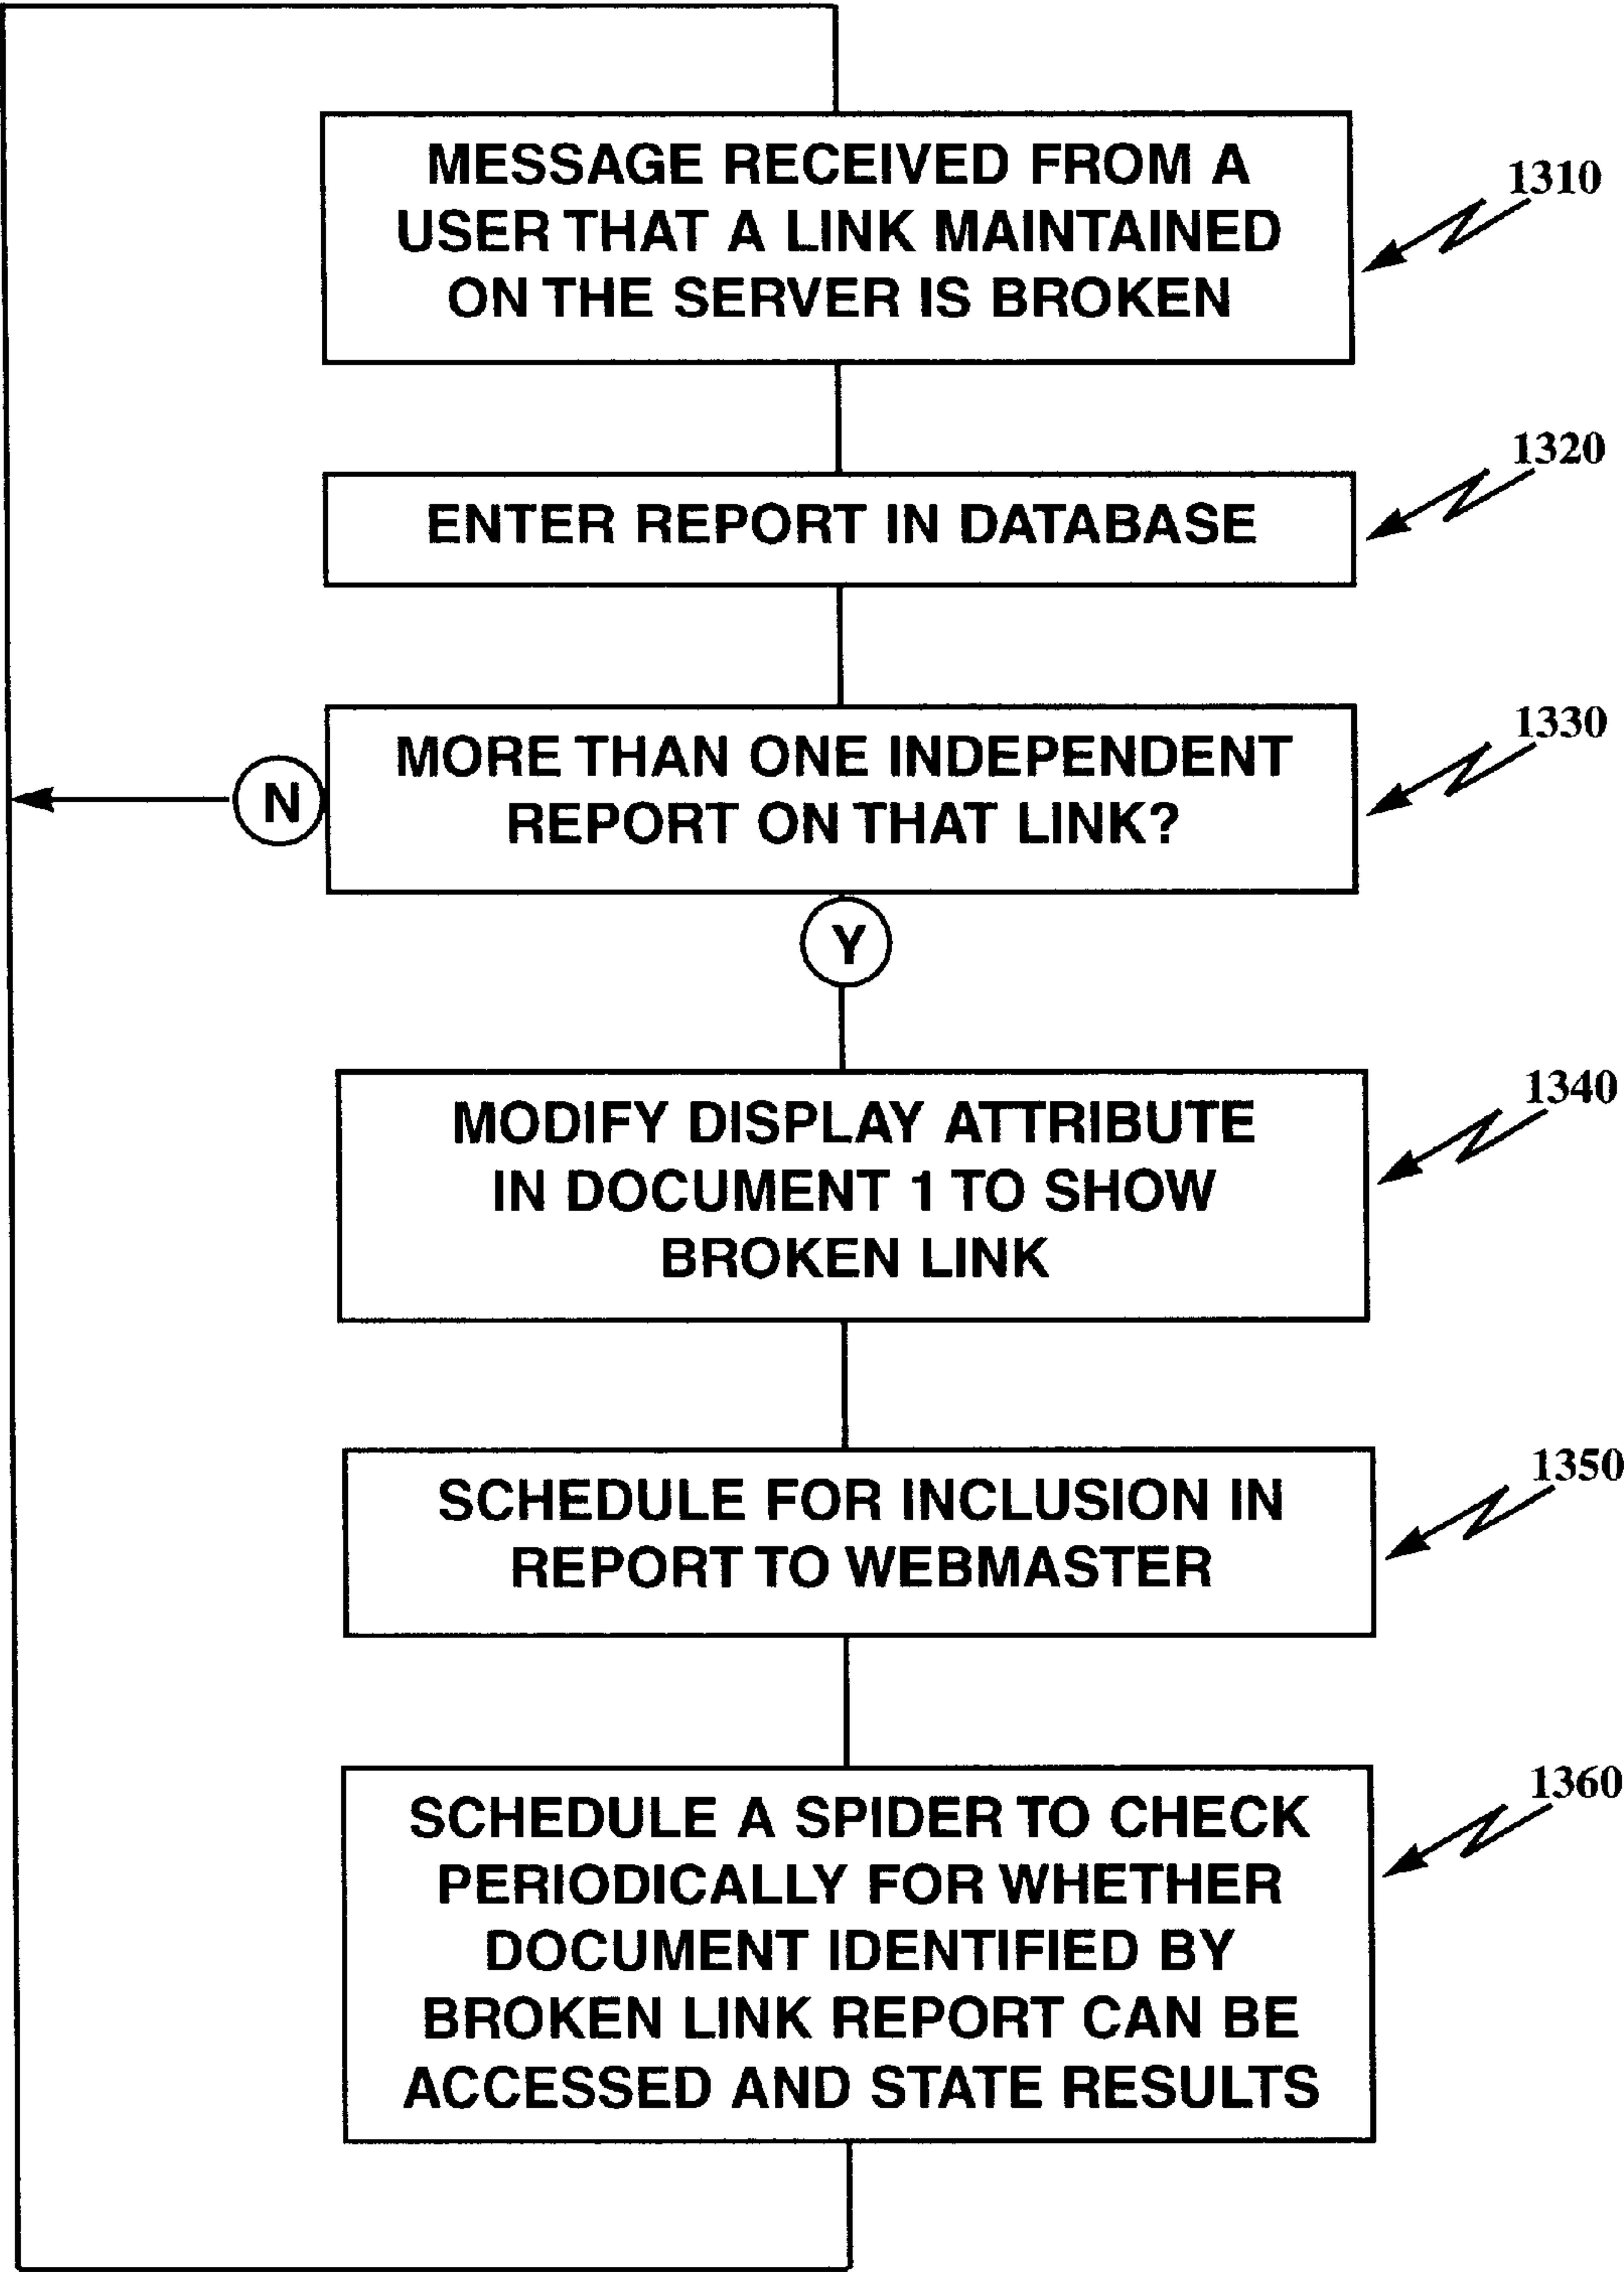 MESSAGE RECEIVED FROM A
USER THAT A LINK MAINTAINED
ON THE SERVER IS BROKEN
1310
ENTER REPORT IN DATABASE
1320
MORE THAN ONE INDEPENDENT
REPORT ON THAT LINK?
1330
N
Y
MODIFY DISPLAY ATTRIBUTE
IN DOCUMENT 1 TO SHOW
BROKEN LINK
1340
SCHEDULE FOR INCLUSION IN
REPORT TO WEBMASTER
1350
SCHEDULE A SPIDER TO CHECK
PERIODICALLY FOR WHETHER
DOCUMENT IDENTIFIED BY
BROKEN LINK REPORT CAN BE
ACCESSED AND STATE RESULTS
1360